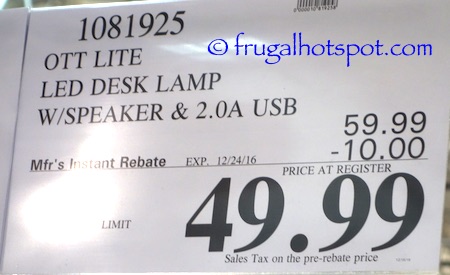 1081925
OTT LITE
LED DESK LAMP
W/SPEAKER & 2.0A USB
© frugalhotspot.com
59.99
Mfr's Instant Rebate EXP. 12/24/16 -10.00
PRICE AT REGISTER
LIMIT 49.99
Sales Tax on the pre-rebate price